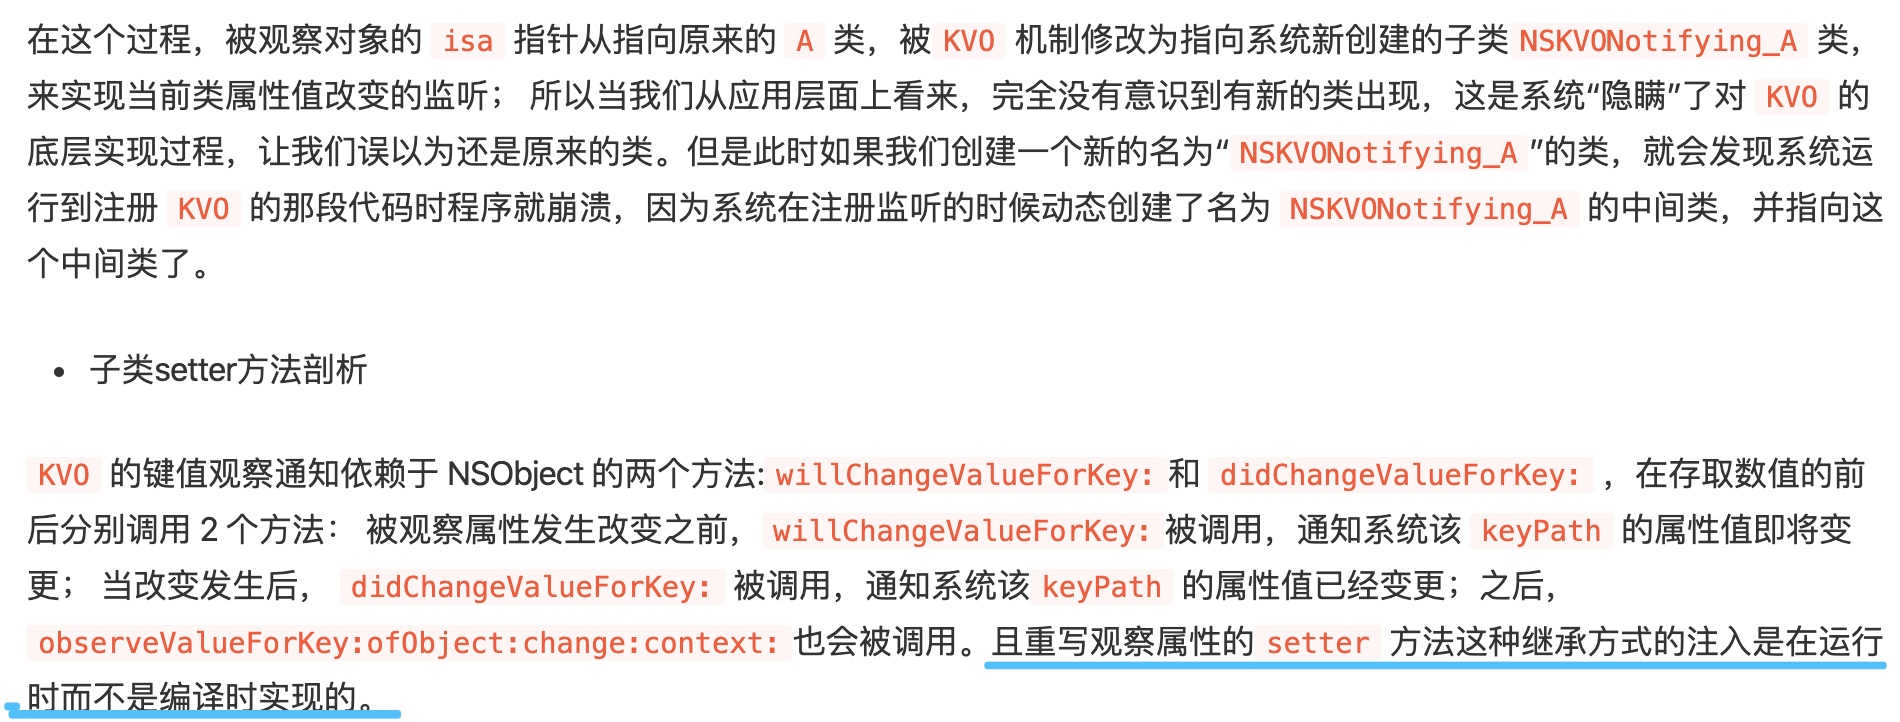 在这个过程，被观察对象的 isa 指针从指向原来的 A 类，被 KVO 机制修改为指向系统新创建的子类 NSKVONotifying_A 类，
来实现当前类属性值改变的监听； 所以当我们从应用层面上看来，完全没有意识到有新的类出现，这是系统“隐瞒”了对 KVO 的
底层实现过程，让我们误以为还是原来的类。但是此时如果我们创建一个新的名为“ NSKVONotifying_A ”的类，就会发现系统运
行到注册 KVO 的那段代码时程序就崩溃，因为系统在注册监听的时候动态创建了名为 NSKVONotifying_A 的中间类，并指向这
个中间类了。
• 子类setter方法剖析
KVO 的键值观察通知依赖于 NSObject 的两个方法: willChangeValueForKey: 和 didChangeValueForKey: ，在存取数值的前
后分别调用 2 个方法： 被观察属性发生改变之前， willChangeValueForKey: 被调用，通知系统该 keyPath 的属性值即将变
更； 当改变发生后， didChangeValueForKey: 被调用，通知系统该 keyPath 的属性值已经变更；之后，
observeValueForKey:ofObject:change:context: 也会被调用。且重写观察属性的 setter 方法这种继承方式的注入是在运行
时而不是编译时实现的。